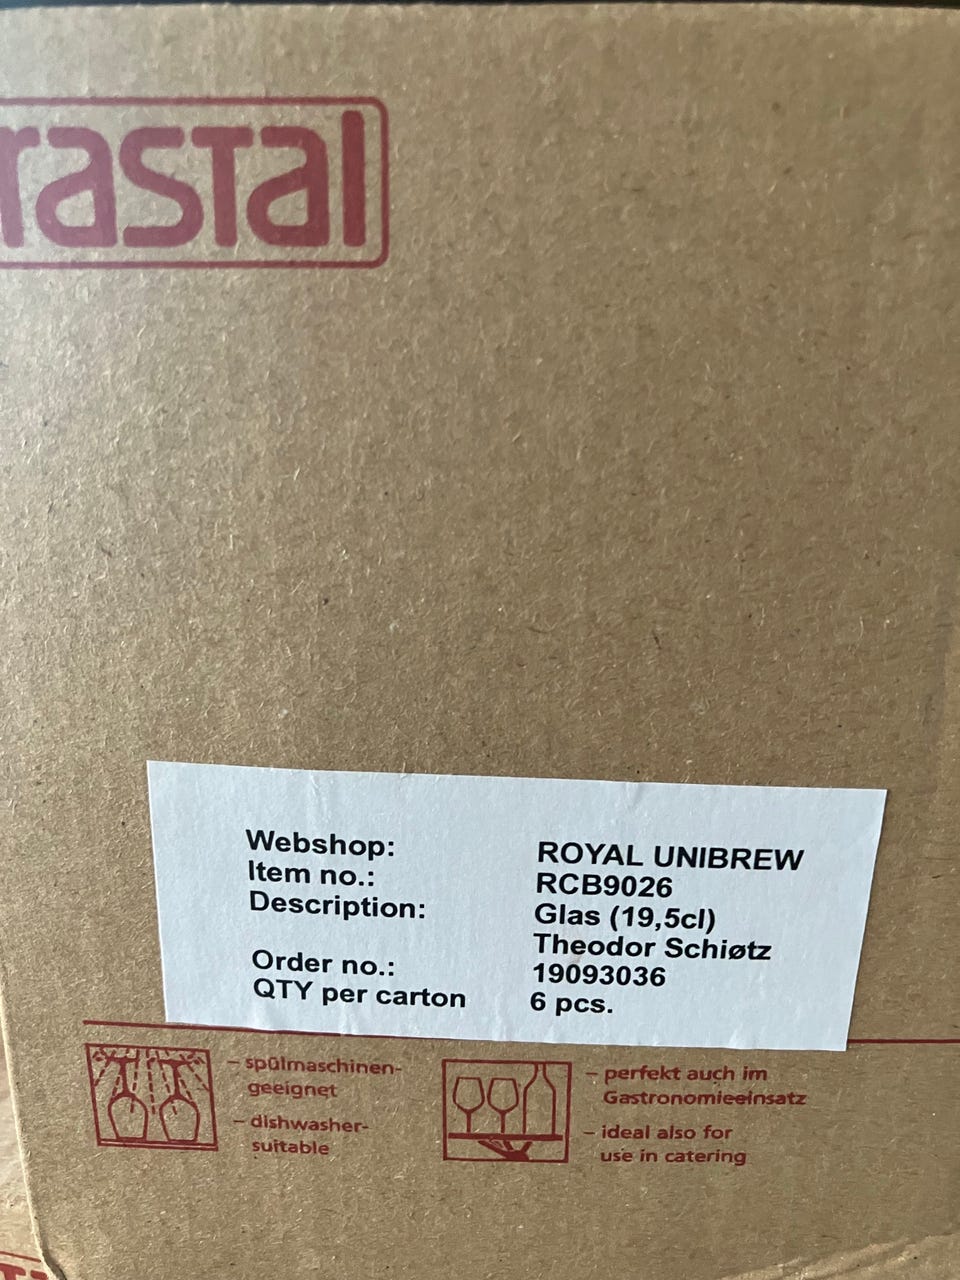 rastal
Webshop: ROYAL UNIBREW
Item no.: RCB9026
Description: Glas (19,5cl)
Theodor Schiøtz
Order no.: 19093036
QTY per carton 6 pcs.
– spülmaschinen-
geeignet
– dishwasher-
suitable
– perfekt auch im
Gastronomieeinsatz
– ideal also for
use in catering